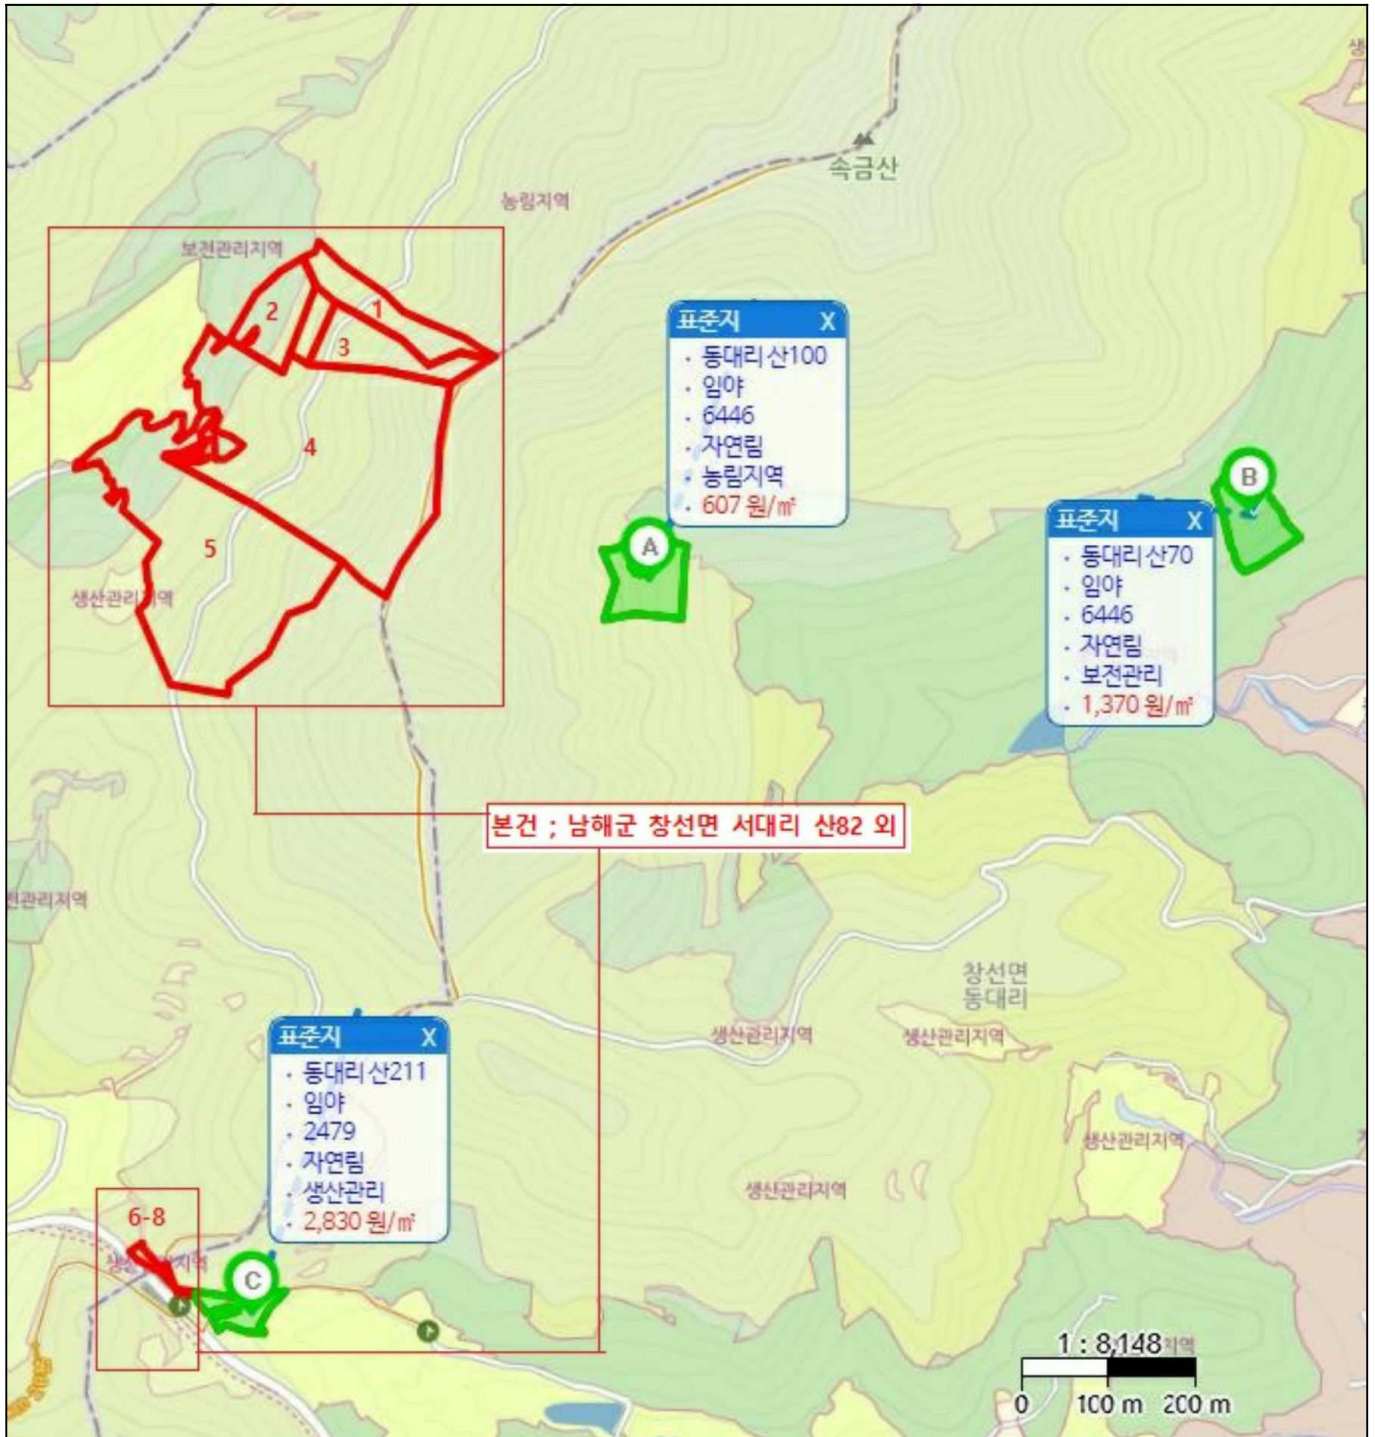 속금산
농림지역
보전관리지역
1
2
3
4
5
생산관리지역
표준지 X
· 동대리 산100
· 임야
· 6446
· 자연림
· 농림지역
· 607 원/㎡
A
B
표준지 X
· 동대리 산70
· 임야
· 6446
· 자연림
· 보전관리
· 1,370 원/㎡
본건 ; 남해군 창선면 서대리 산82 외
전관리지역
창선면
동대리
생산관리지역
생산관리지역
표준지 X
· 동대리 산211
· 임야
· 2479
· 자연림
· 생산관리
· 2,830 원/㎡
생산관리지역
생산관리지역
6-8
C
1 : 8,148
0 100 m 200 m